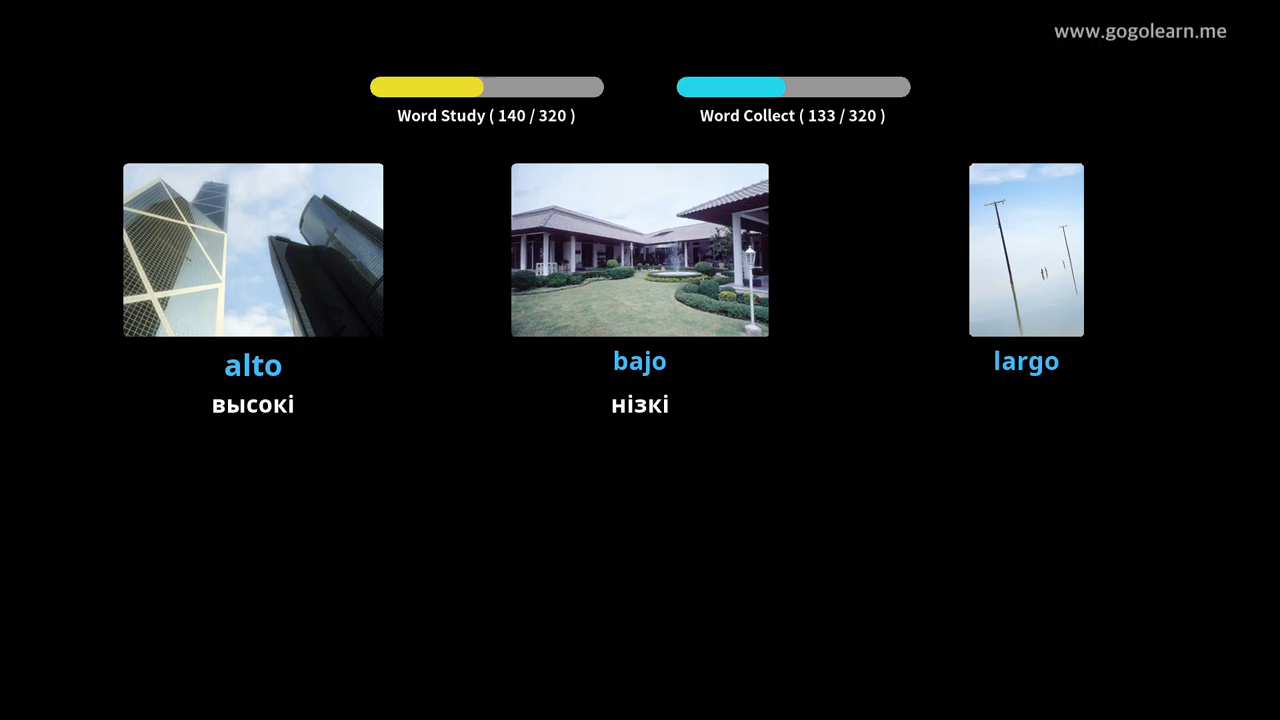 www.gogolearn.me
Word Study ( 140 / 320 )
Word Collect ( 133 / 320 )
alto
bajo
largo
высокі
нізкі